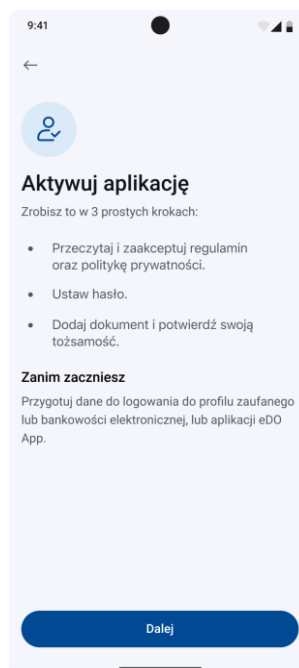 9:41
Aktywuj aplikację
Zrobisz to w 3 prostych krokach:
• Przeczytaj i zaakceptuj regulamin
oraz politykę prywatności.
• Ustaw hasło.
• Dodaj dokument i potwierdź swoją
tożsamość.
Zanim zaczniesz
Przygotuj dane do logowania do profilu zaufanego
lub bankowości elektronicznej, lub aplikacji eDO
App.
Dalej